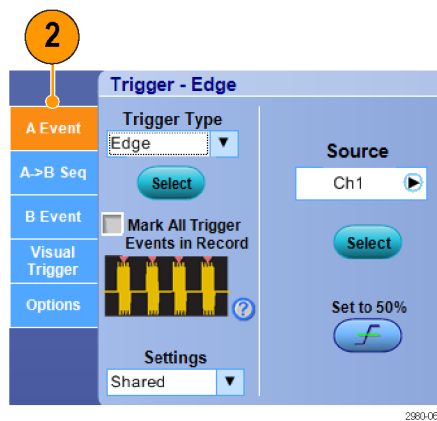 2
Trigger - Edge
A Event
A->B Seq
B Event
Visual
Trigger
Options
Trigger Type
Edge
Select
Mark All Trigger
Events in Record
?
Settings
Shared
Source
Ch1
Select
Set to 50%
2980-06